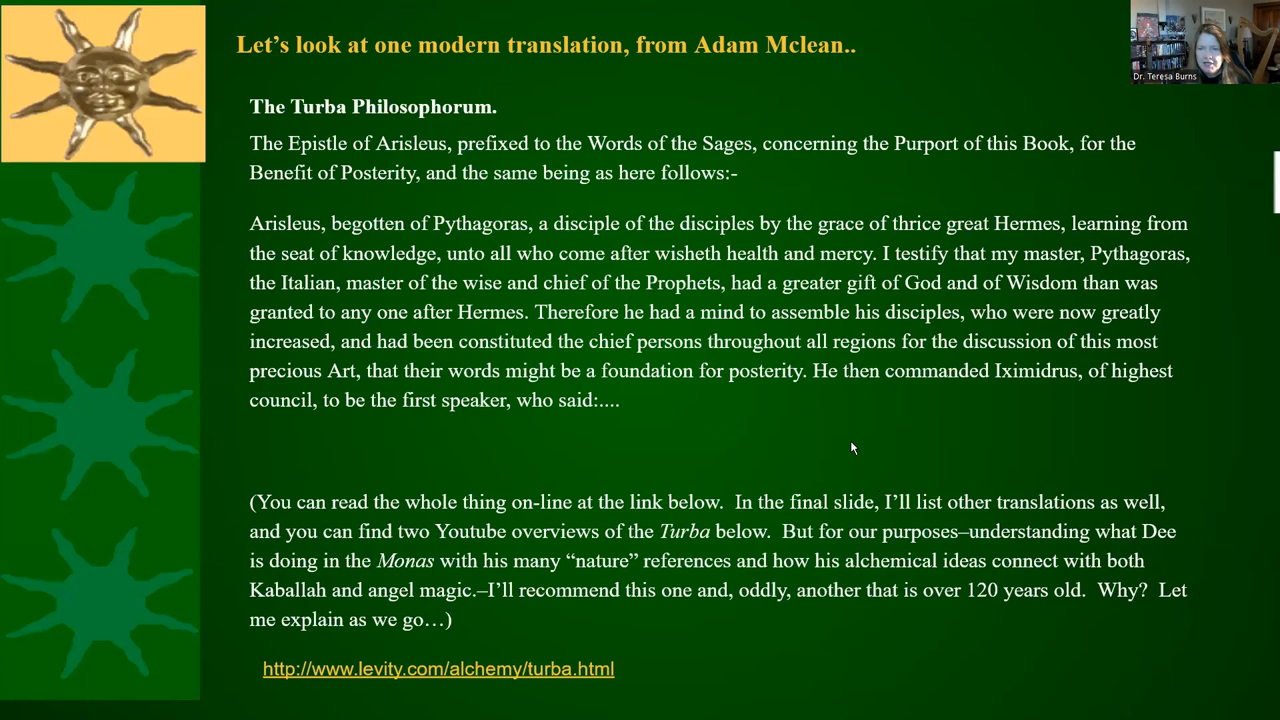 Let's look at one modern translation, from Adam Mclean..
Dr. Teresa Burns
The Turba Philosophorum.
The Epistle of Arisleus, prefixed to the Words of the Sages, concerning the Purport of this Book, for the
Benefit of Posterity, and the same being as here follows:-
Arisleus, begotten of Pythagoras, a disciple of the disciples by the grace of thrice great Hermes, learning from
the seat of knowledge, unto all who come after wisheth health and mercy. I testify that my master, Pythagoras,
the Italian, master of the wise and chief of the Prophets, had a greater gift of God and of Wisdom than was
granted to any one after Hermes. Therefore he had a mind to assemble his disciples, who were now greatly
increased, and had been constituted the chief persons throughout all regions for the discussion of this most
precious Art, that their words might be a foundation for posterity. He then commanded Iximidrus, of highest
council, to be the first speaker, who said:....
(You can read the whole thing on-line at the link below.  In the final slide, I'll list other translations as well,
and you can find two Youtube overviews of the Turba below.  But for our purposes–understanding what Dee
is doing in the Monas with his many “nature” references and how his alchemical ideas connect with both
Kaballah and angel magic.–I'll recommend this one and, oddly, another that is over 120 years old.  Why?  Let
me explain as we go…)
http://www.levity.com/alchemy/turba.html